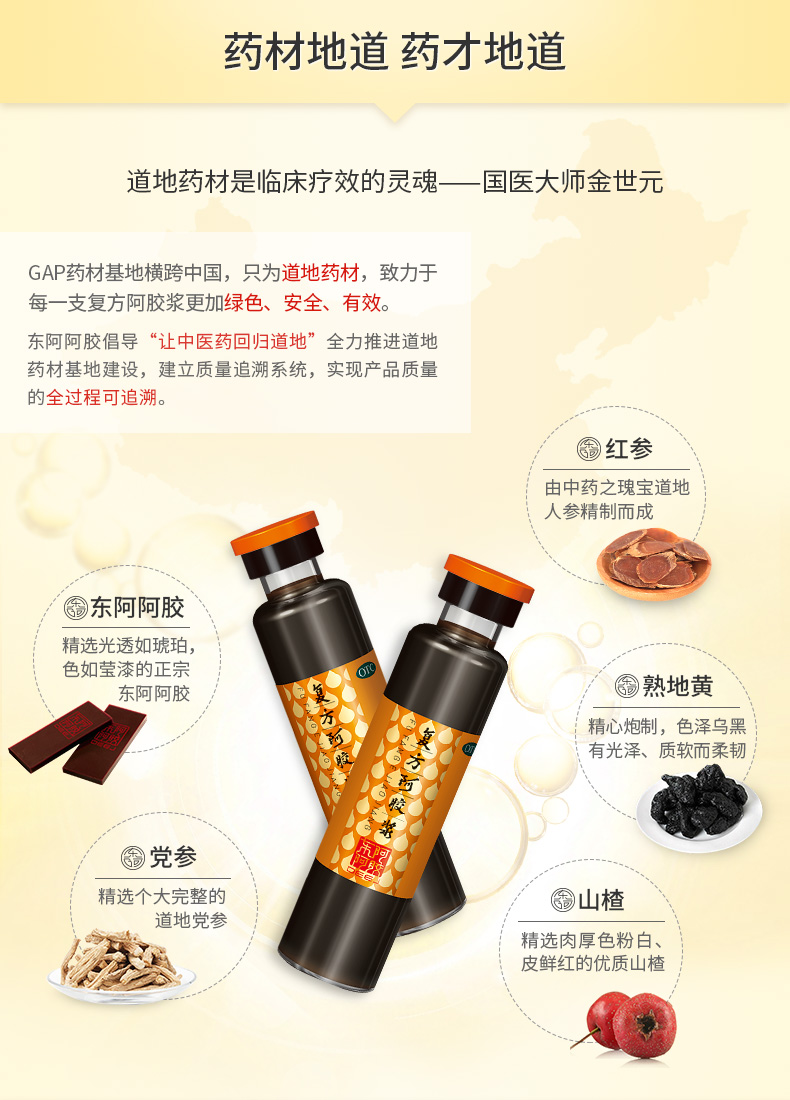 药材地道 药才地道
道地药材是临床疗效的灵魂——国医大师金世元
GAP药材基地横跨中国，只为道地药材，致力于
每一支复方阿胶浆更加绿色、安全、有效。
东阿阿胶倡导“让中医药回归道地”全力推进道地
药材基地建设，建立质量追溯系统，实现产品质量
的全过程可追溯。
红参
由中药之瑰宝道地
人参精制而成
东阿阿胶
精选光透如琥珀，
色如莹漆的正宗
东阿阿胶
熟地黄
精心炮制，色泽乌黑
有光泽、质软而柔韧
党参
精选个大完整的
道地党参
山楂
精选肉厚色粉白、
皮鲜红的优质山楂
OTC
复方阿胶
OTC
复方阿胶浆
东阿
阿胶
DEEJ